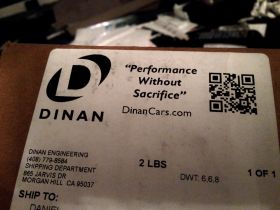 "Performance
Without
Sacrifice"
DINAN
DinanCars.com
DINAN ENGINEERING
(408) 779-8584
SHIPPING DEPARTMENT
865 JARVIS DR
MORGAN HILL CA 95037
2 LBS
DWT: 6,6,8
1 OF 1
SHIP TO:
DANIEL